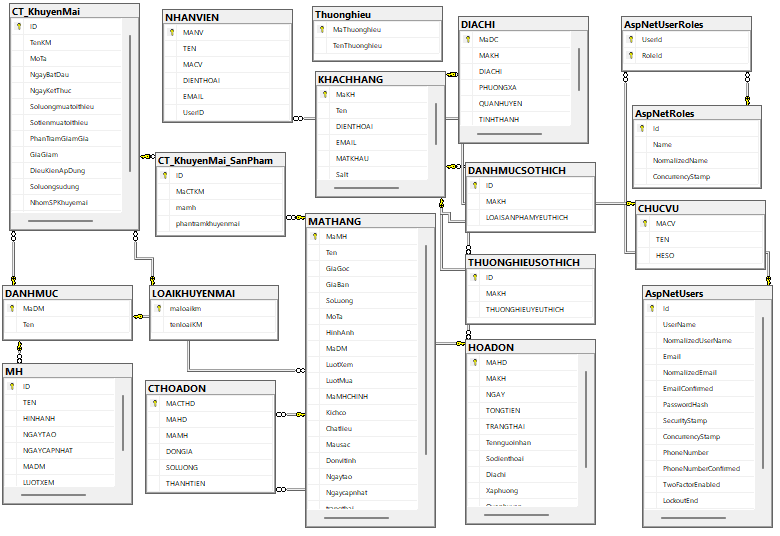 CT_KhuyenMai
ID
TenKM
MoTa
NgayBatDau
NgayKetThuc
Soluongmuatoithieu
Sotienmuatoithieu
PhanTramGiamGia
GiaGiam
DieuKienApDung
Soluongsudung
NhomSPKhuyemai
NHANVIEN
MANV
TEN
MACV
DIENTHOAI
EMAIL
UserID
Thuonghieu
MaThuonghieu
TenThuonghieu
KHACHHANG
MaKH
Ten
DIENTHOAI
EMAIL
MATKHAU
Salt
DIACHI
MaDC
MAKH
DIACHI
PHUONGXA
QUANHUYEN
TINHTHANH
AspNetUserRoles
UserId
RoleId
AspNetRoles
Id
Name
NormalizedName
ConcurrencyStamp
CT_KhuyenMai_SanPham
ID
MaCTKM
mamh
phantramkhuyenmai
DANHMUCSOTHICH
ID
MAKH
LOAISANPHAMYEUTHICH
CHUCVU
MACV
TEN
HESO
MATHANG
MaMH
Ten
GiaGoc
GiaBan
SoLuong
MoTa
HinhAnh
MaDM
LuotXem
LuotMua
MaMHCHINH
Kichco
Chatlieu
Mausac
Donvitinh
Ngaytao
Ngaycapnhat
THUONGHIEUSOTHICH
ID
MAKH
THUONGHIEUYEUTHICH
DANHMUC
MaDM
Ten
LOAIKHUYENMAI
maloaikm
tenloaiKM
AspNetUsers
Id
UserName
NormalizedUserName
Email
NormalizedEmail
EmailConfirmed
PasswordHash
SecurityStamp
ConcurrencyStamp
PhoneNumber
PhoneNumberConfirmed
TwoFactorEnabled
LockoutEnd
HOADON
MAHD
MAKH
NGAY
TONGTIEN
TRANGTHAI
Tennguoinhan
Sodienthoai
Diachi
Xaphuong
MH
ID
TEN
HINHANH
NGAYTAO
NGAYCAPNHAT
MADM
LUOTXEM
CTHOADON
MACTHD
MAHD
MAMH
DONGIA
SOLUONG
THANHTIEN